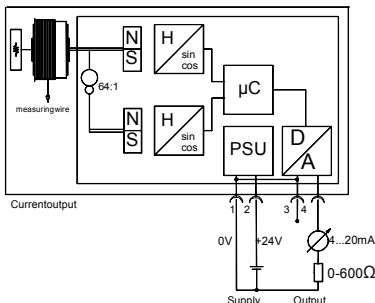 N
S
H
sin
cos
64:1
measuringwire
µC
N
S
H
sin
cos
PSU
D
A
Currentoutput
1
2
3
4
0V
+24V
4...20mA
0-600Ω
Supply
Output